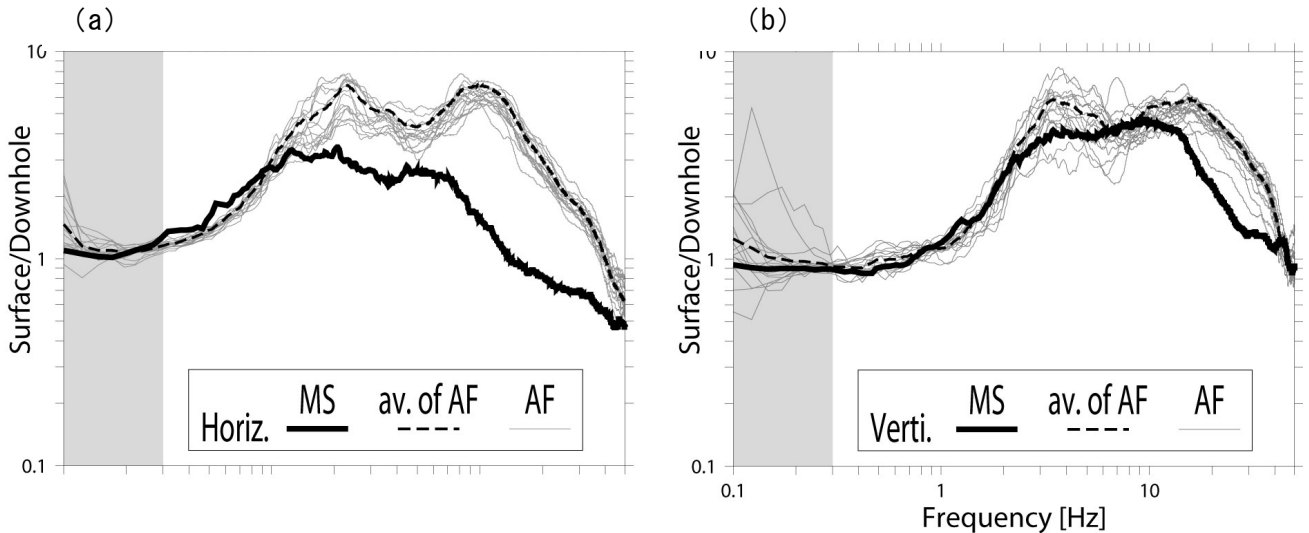 (a)
10
1
0.1
Surface/Downhole
MS av. of AF AF
Horiz.
(b)
10
1
0.1
Surface/Downhole
MS av. of AF AF
Verti.
0.1 1 10
Frequency [Hz]